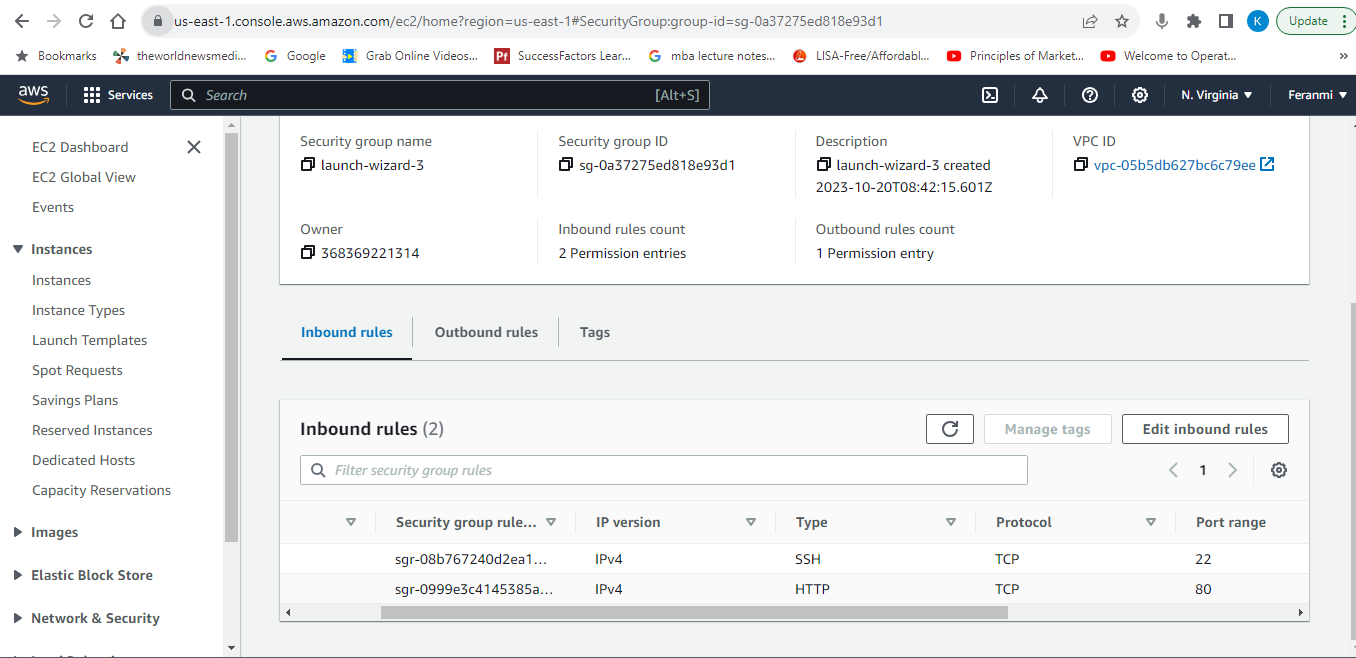 us-east-1.console.aws.amazon.com/ec2/home?region=us-east-1#SecurityGroup:group-id=sg-0a37275ed818e93d1
K
Update
Bookmarks theworldnewsmedi... Google Grab Online Videos... Pf SuccessFactors Lear... mba lecture notes... LISA-Free/Affordabl... Principles of Market... Welcome to Operat... »
aws Services Search [Alt+S] N. Virginia Feranmi
EC2 Dashboard
EC2 Global View
Events
Instances
Instances
Instance Types
Launch Templates
Spot Requests
Savings Plans
Reserved Instances
Dedicated Hosts
Capacity Reservations
Images
Elastic Block Store
Network & Security
Security group name
launch-wizard-3
Security group ID
sg-0a37275ed818e93d1
Description
launch-wizard-3 created
2023-10-20T08:42:15.601Z
VPC ID
vpc-05b5db627bc6c79ee
Owner
368369221314
Inbound rules count
2 Permission entries
Outbound rules count
1 Permission entry
Inbound rules Outbound rules Tags
Inbound rules (2) Manage tags Edit inbound rules
Filter security group rules 1
Security group rule... IP version Type Protocol Port range
sgr-08b767240d2ea1... IPv4 SSH TCP 22
sgr-0999e3c4145385a... IPv4 HTTP TCP 80